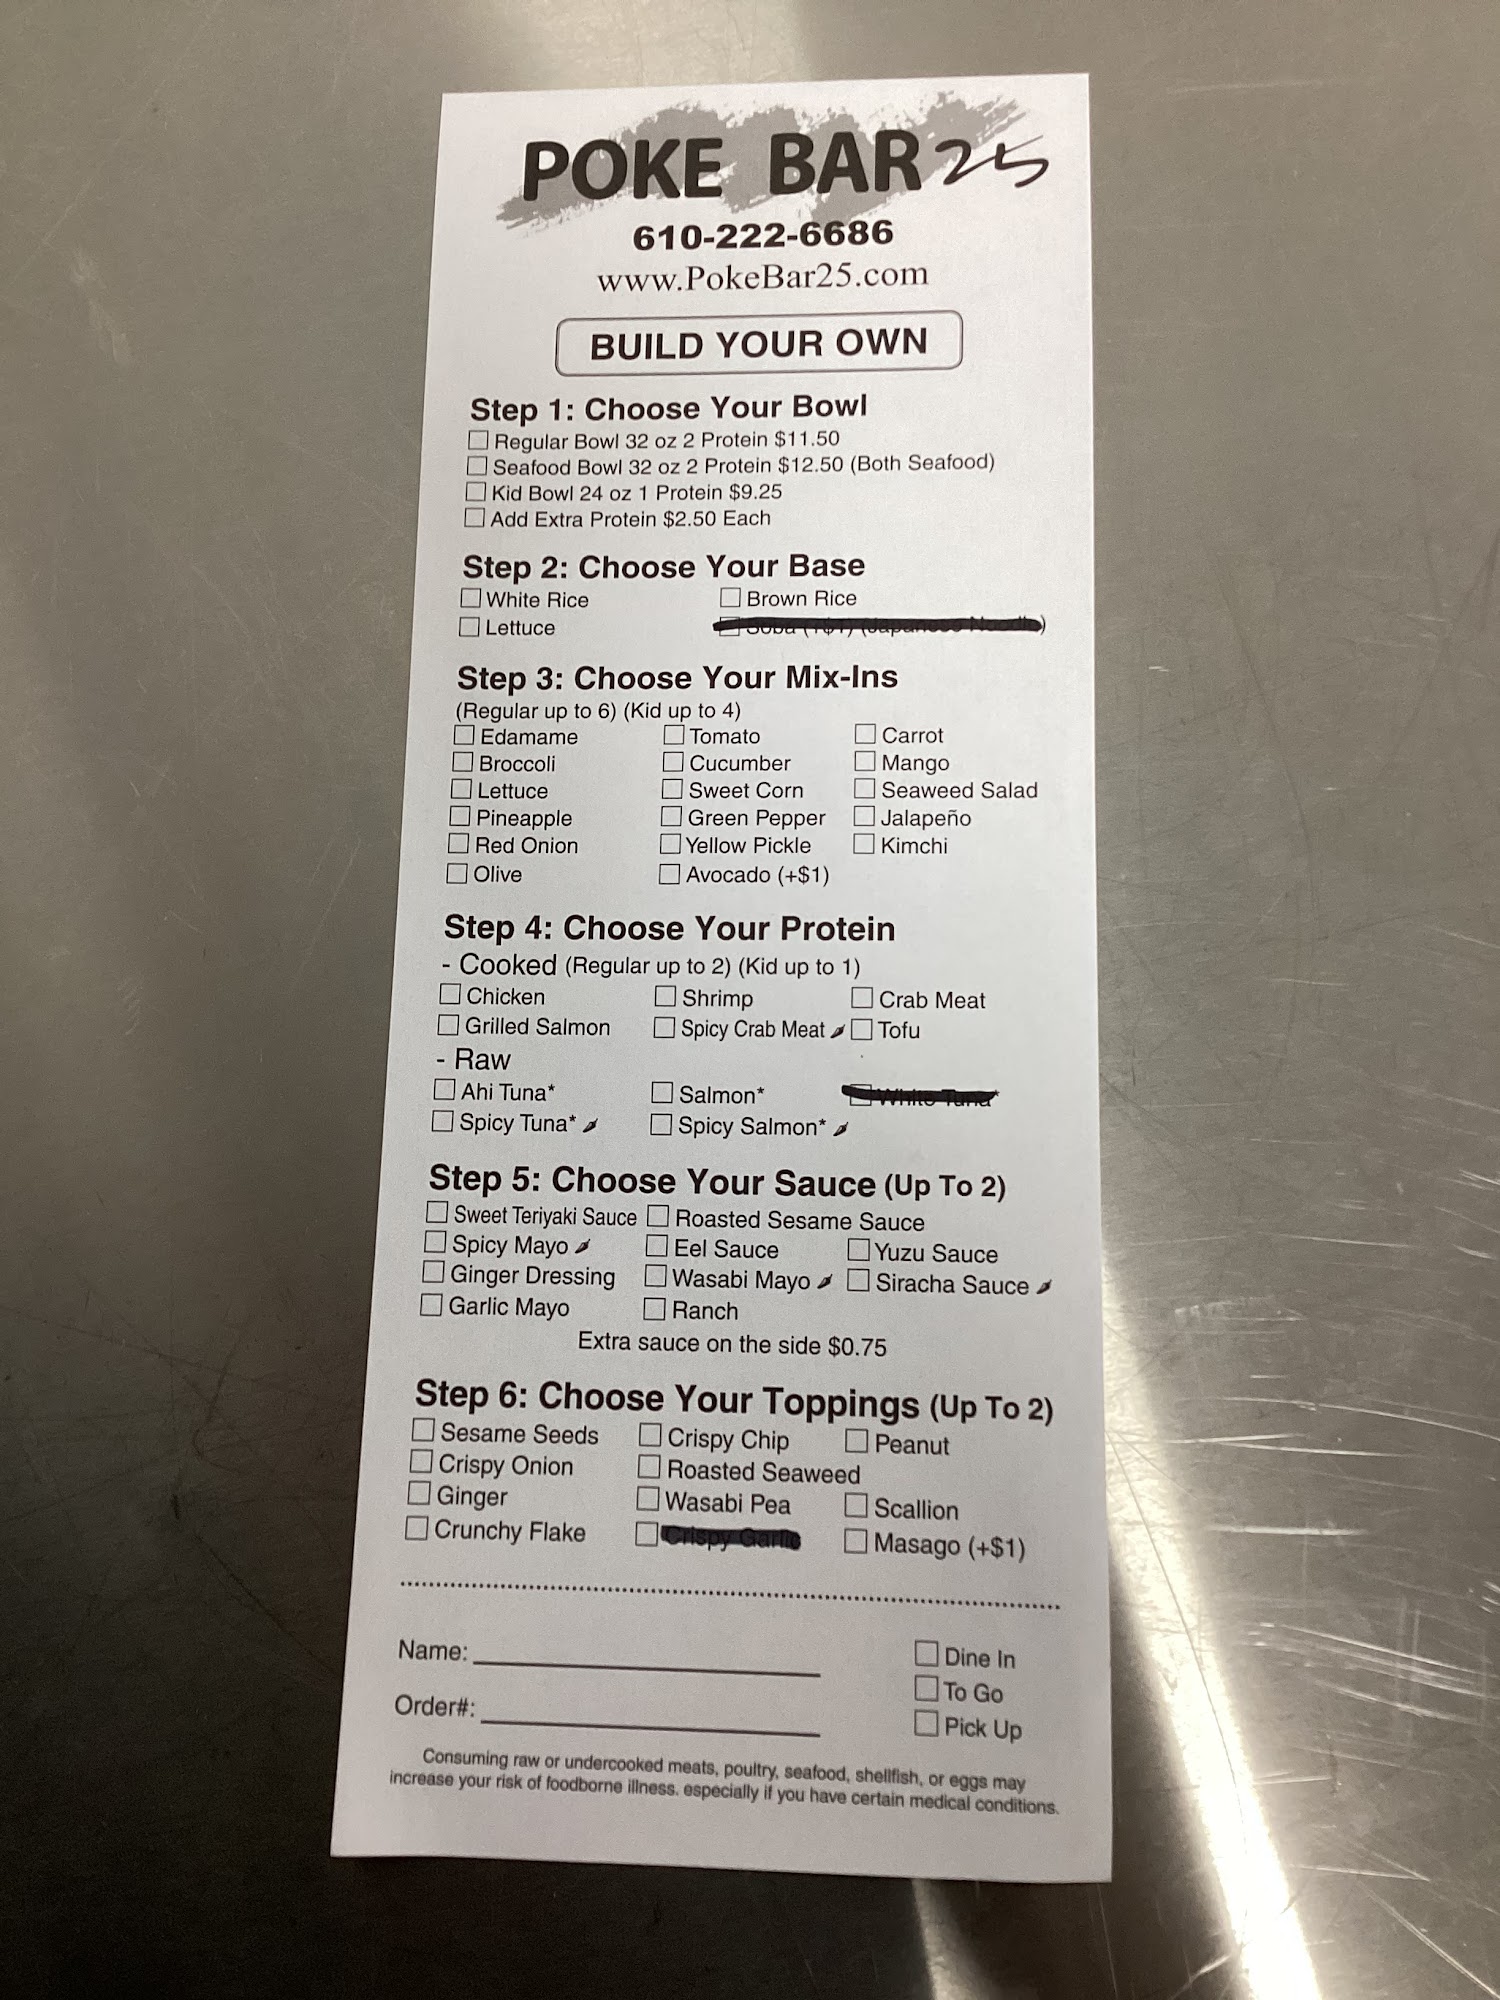 POKE BAR 25
610-222-6686
www.PokeBar25.com
BUILD YOUR OWN
Step 1: Choose Your Bowl
Regular Bowl 32 oz 2 Protein $11.50
Seafood Bowl 32 oz 2 Protein $12.50 (Both Seafood)
Kid Bowl 24 oz 1 Protein $9.25
Add Extra Protein $2.50 Each
Step 2: Choose Your Base
White Rice Brown Rice
Lettuce Soba (+$1) (Japanese Noodle)
Step 3: Choose Your Mix-Ins
(Regular up to 6) (Kid up to 4)
Edamame Tomato Carrot
Broccoli Cucumber Mango
Lettuce Sweet Corn Seaweed Salad
Pineapple Green Pepper Jalapeño
Red Onion Yellow Pickle Kimchi
Olive Avocado (+$1)
Step 4: Choose Your Protein
- Cooked (Regular up to 2) (Kid up to 1)
Chicken Shrimp Crab Meat
Grilled Salmon Spicy Crab Meat Tofu
- Raw
Ahi Tuna* Salmon* White Tuna*
Spicy Tuna* Spicy Salmon*
Step 5: Choose Your Sauce (Up To 2)
Sweet Teriyaki Sauce Roasted Sesame Sauce
Spicy Mayo Eel Sauce Yuzu Sauce
Ginger Dressing Wasabi Mayo Siracha Sauce
Garlic Mayo Ranch
Extra sauce on the side $0.75
Step 6: Choose Your Toppings (Up To 2)
Sesame Seeds Crispy Chip Peanut
Crispy Onion Roasted Seaweed
Ginger Wasabi Pea Scallion
Crunchy Flake Crispy Garlic Masago (+$1)
Name: Dine In
To Go
Order#: Pick Up
Consuming raw or undercooked meats, poultry, seafood, shellfish, or eggs may
increase your risk of foodborne illness. especially if you have certain medical conditions.